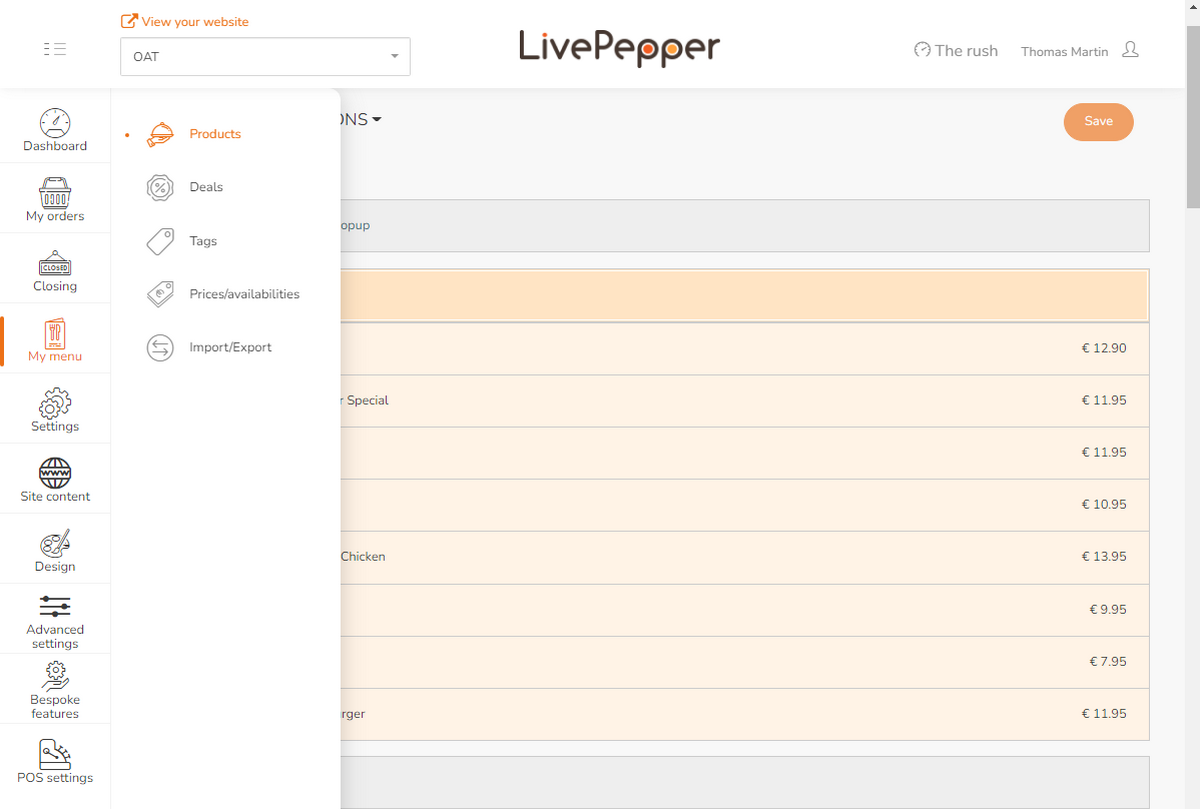 View your website
OAT
LivePepper
The rush
Thomas Martin
Dashboard
My orders
CLOSED
Closing
My menu
Settings
WWW
Site content
Design
Advanced
settings
Bespoke
features
POS settings
Products
Deals
Tags
Prices/availabilities
Import/Export
ONS
Save
opup
€ 12.90
r Special
€ 11.95
€ 11.95
€ 10.95
Chicken
€ 13.95
€ 9.95
€ 7.95
rger
€ 11.95